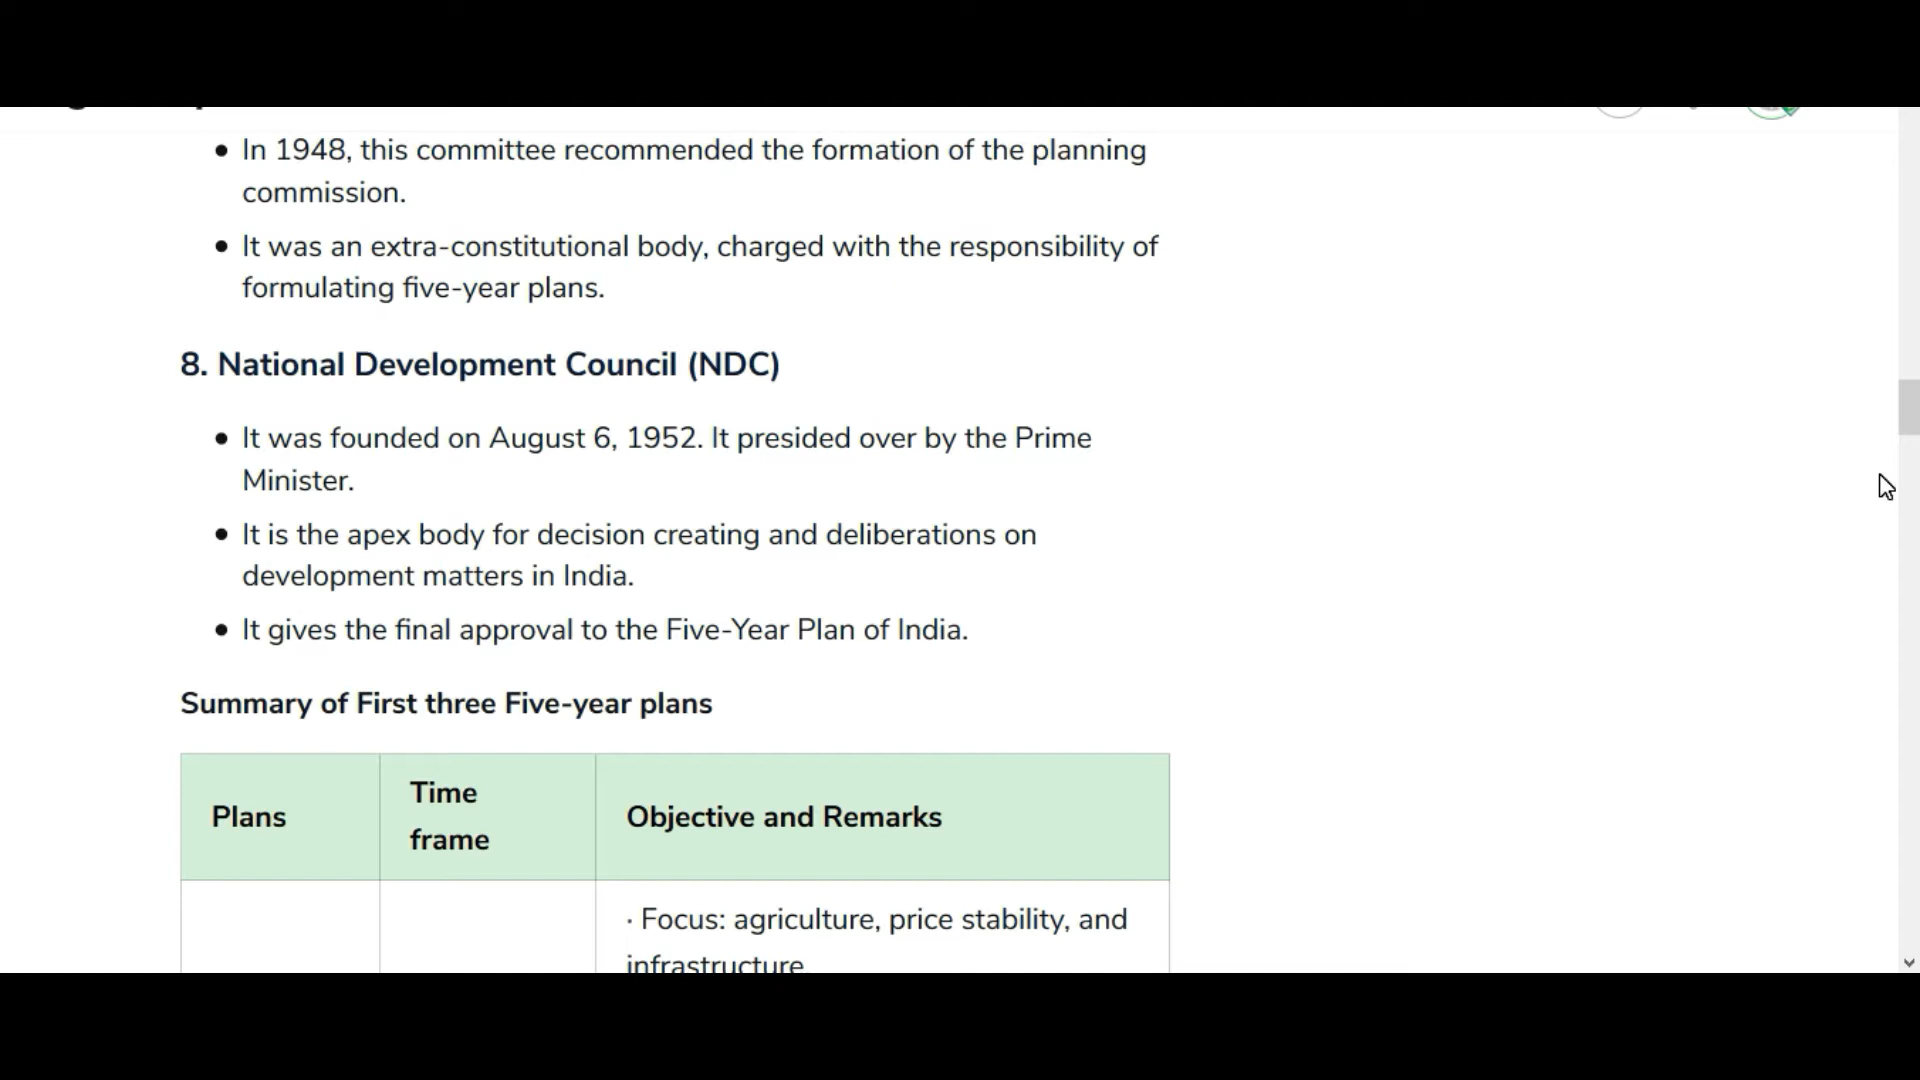 • In 1948, this committee recommended the formation of the planning
commission.
• It was an extra-constitutional body, charged with the responsibility of
formulating five-year plans.
8. National Development Council (NDC)
• It was founded on August 6, 1952. It presided over by the Prime
Minister.
• It is the apex body for decision creating and deliberations on
development matters in India.
• It gives the final approval to the Five-Year Plan of India.
Summary of First three Five-year plans
Plans
Time
frame
Objective and Remarks
· Focus: agriculture, price stability, and
infrastructure